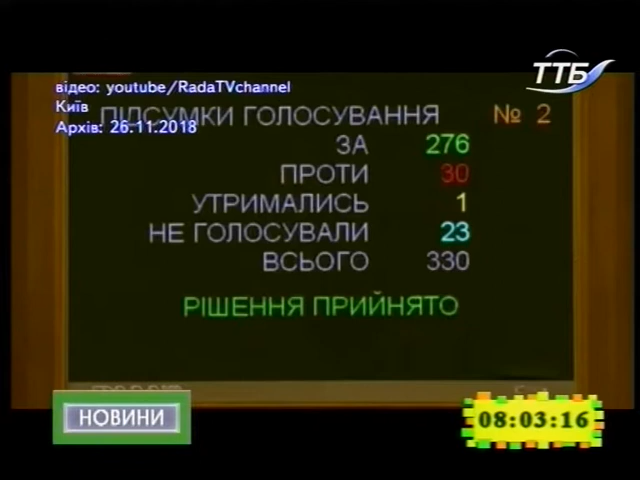 відео: youtube/RadaTVchannel
Київ
Архів: 26.11.2018
ТТБ
ПІДСУМКИ ГОЛОСУВАННЯ № 2
ЗА 276
ПРОТИ 30
УТРИМАЛИСЬ 1
НЕ ГОЛОСУВАЛИ 23
ВСЬОГО 330
РІШЕННЯ ПРИЙНЯТО
НОВИНИ
08:03:16